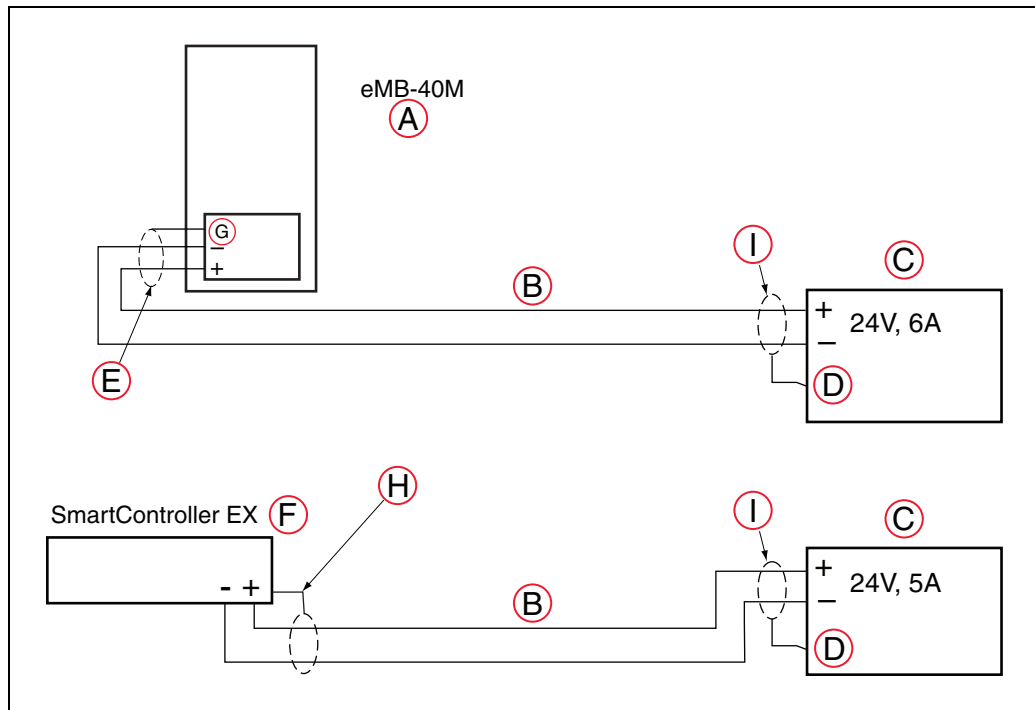 eMB-40M
A
G
−
+
E
B
I
C
+ 24V, 6A
−
D
H
SmartController EX F
- +
B
I
C
+ 24V, 5A
−
D